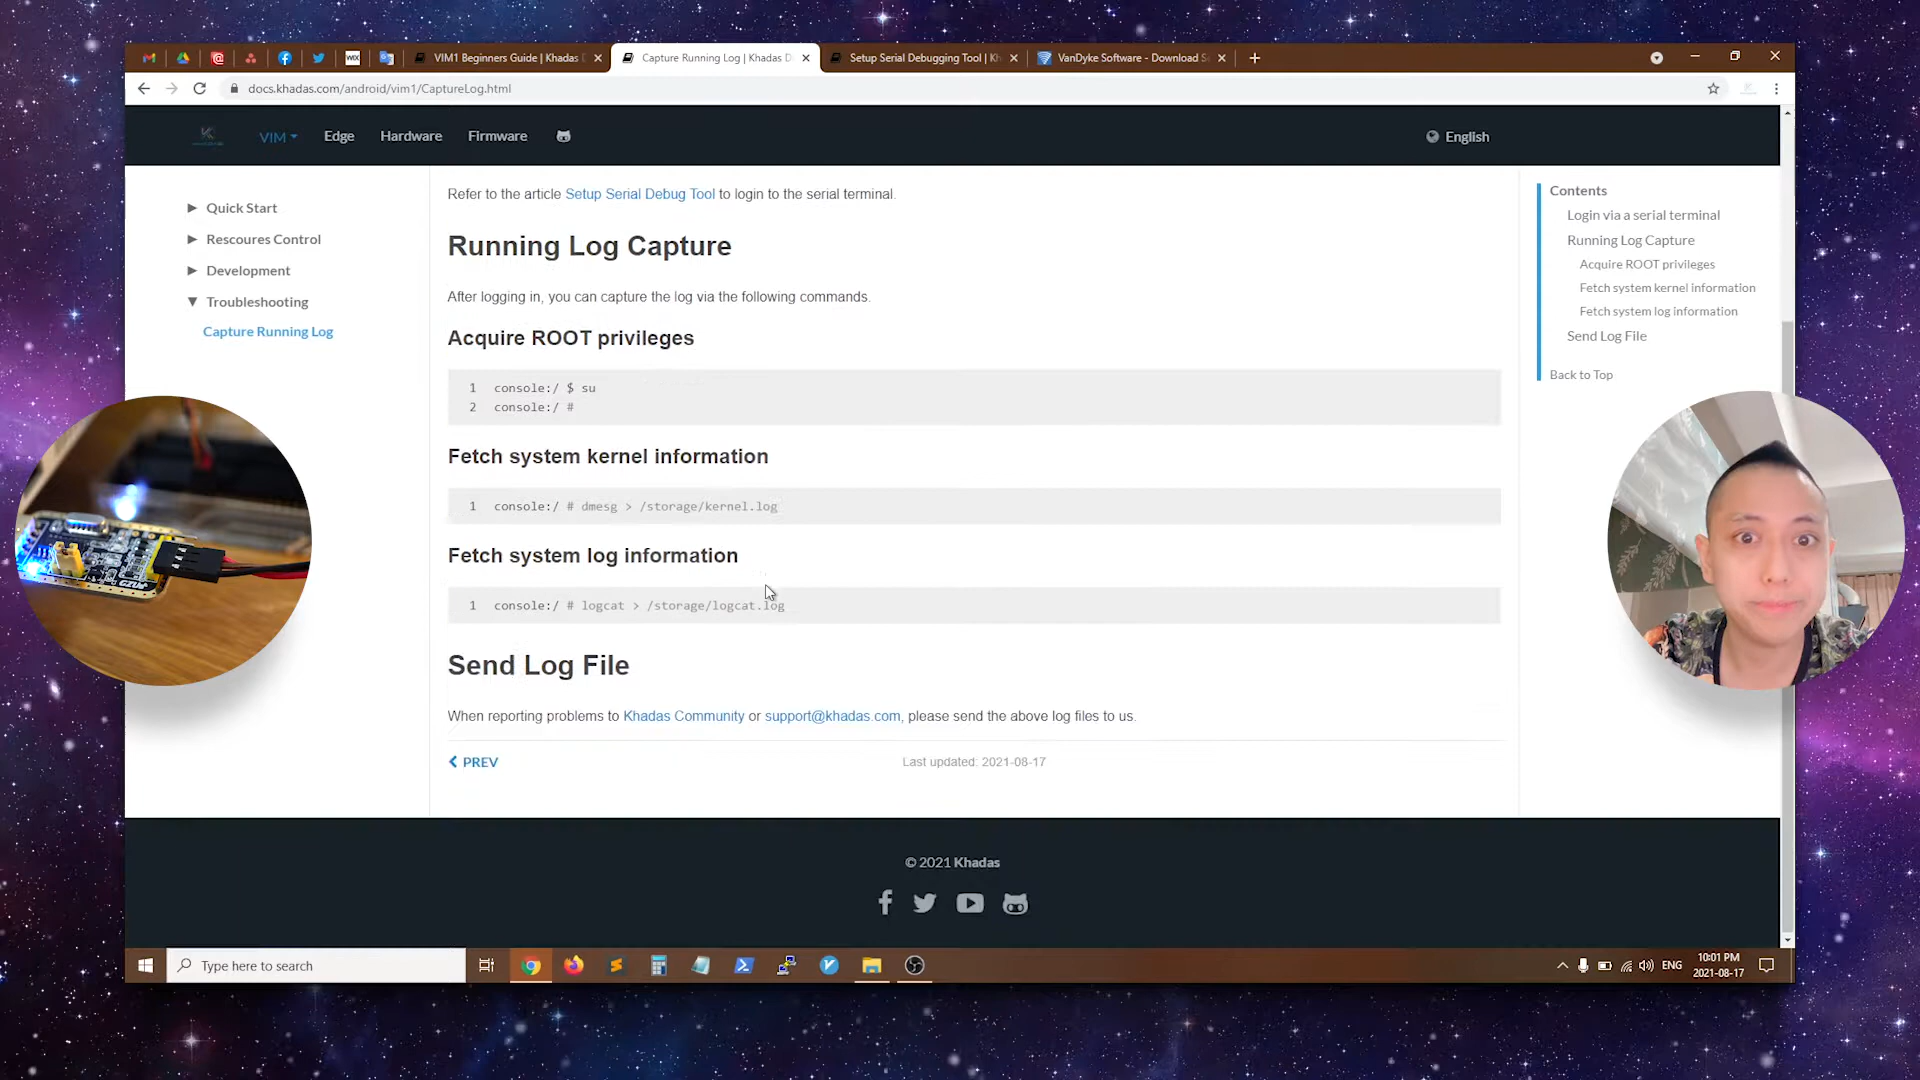 VIM1 Beginners Guide | Khadas
Capture Running Log | Khadas D
Setup Serial Debugging Tool | Kh
VanDyke Software - Download S
docs.khadas.com/android/vim1/CaptureLog.html
VIM
Edge
Hardware
Firmware
English
Quick Start
Rescoures Control
Development
Troubleshooting
Capture Running Log
Refer to the article Setup Serial Debug Tool to login to the serial terminal.
Running Log Capture
After logging in, you can capture the log via the following commands.
Acquire ROOT privileges
1 console:/ $ su
2 console:/ #
Fetch system kernel information
1 console:/ # dmesg > /storage/kernel.log
Fetch system log information
1 console:/ # logcat > /storage/logcat.log
Send Log File
When reporting problems to Khadas Community or support@khadas.com, please send the above log files to us.
PREV
Last updated: 2021-08-17
Contents
Login via a serial terminal
Running Log Capture
Acquire ROOT privileges
Fetch system kernel information
Fetch system log information
Send Log File
Back to Top
© 2021 Khadas
Type here to search
ENG
10:01 PM
2021-08-17